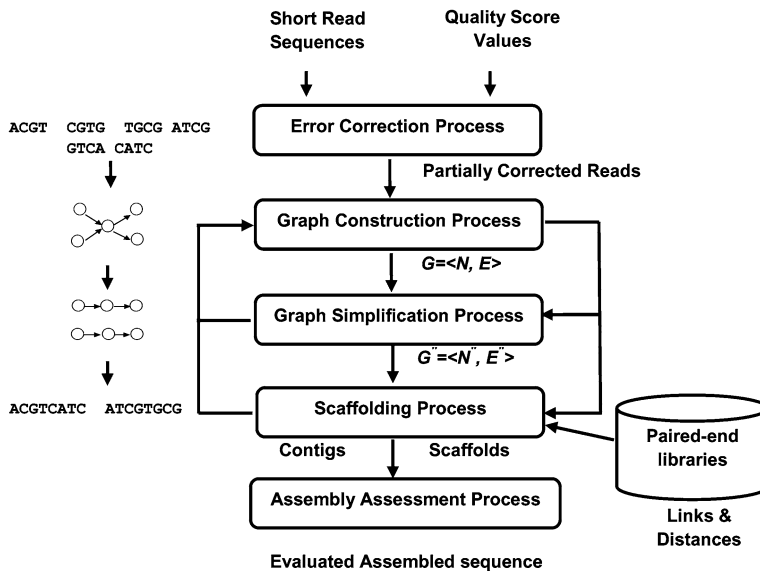 Short Read
Sequences
Quality Score
Values
Error Correction Process
ACGT CGTG TGCG ATCG
GTCA CATC
Partially Corrected Reads
Graph Construction Process
G=<N, E>
Graph Simplification Process
G"=<N", E">
Scaffolding Process
ACGTCATC ATCGTGCG
Contigs
Scaffolds
Paired-end
libraries
Assembly Assessment Process
Links &
Distances
Evaluated Assembled sequence